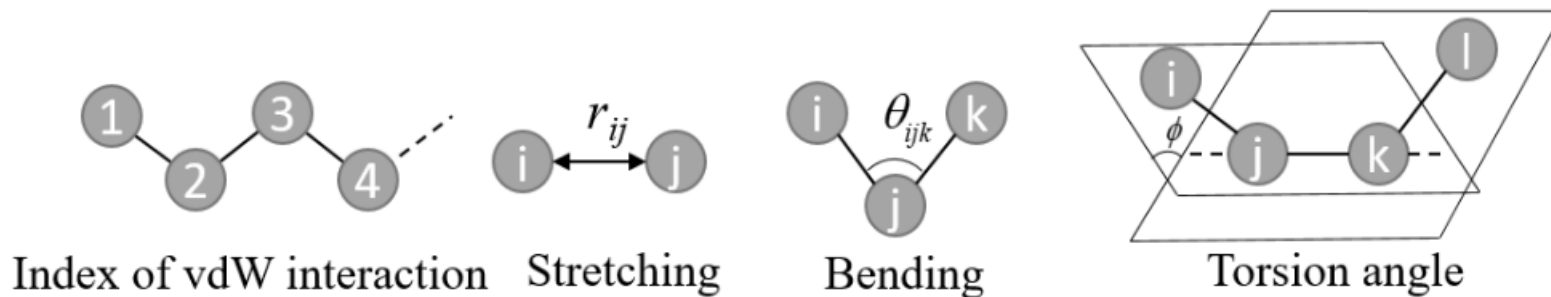 1 2 3 4
Index of vdW interaction
i r_ij j
Stretching
i θ_ijk k
j
Bending
i l
ϕ j k
Torsion angle